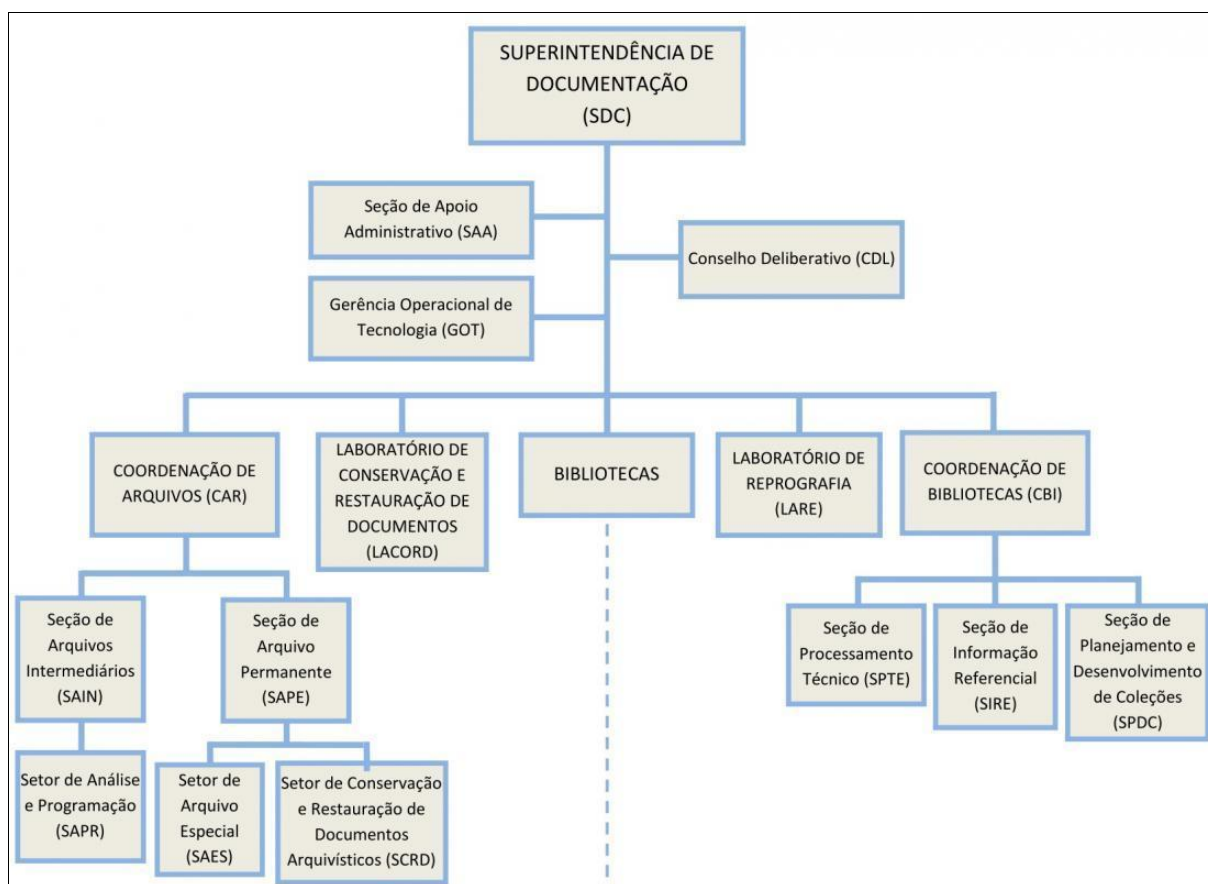 SUPERINTENDÊNCIA DE
DOCUMENTAÇÃO
(SDC)
Seção de Apoio
Administrativo (SAA)
Conselho Deliberativo (CDL)
Gerência Operacional de
Tecnologia (GOT)
COORDENAÇÃO DE
ARQUIVOS (CAR)
LABORATÓRIO DE
CONSERVAÇÃO E
RESTAURAÇÃO DE
DOCUMENTOS
(LACORD)
BIBLIOTECAS
LABORATÓRIO DE
REPROGRAFIA
(LARE)
COORDENAÇÃO DE
BIBLIOTECAS (CBI)
Seção de
Arquivos
Intermediários
(SAIN)
Seção de
Arquivo
Permanente
(SAPE)
Seção de
Processamento
Técnico (SPTE)
Seção de
Informação
Referencial
(SIRE)
Seção de
Planejamento e
Desenvolvimento
de Coleções
(SPDC)
Setor de Análise
e Programação
(SAPR)
Setor de
Arquivo
Especial
(SAES)
Setor de Conservação
e Restauração de
Documentos
Arquivísticos (SCRD)